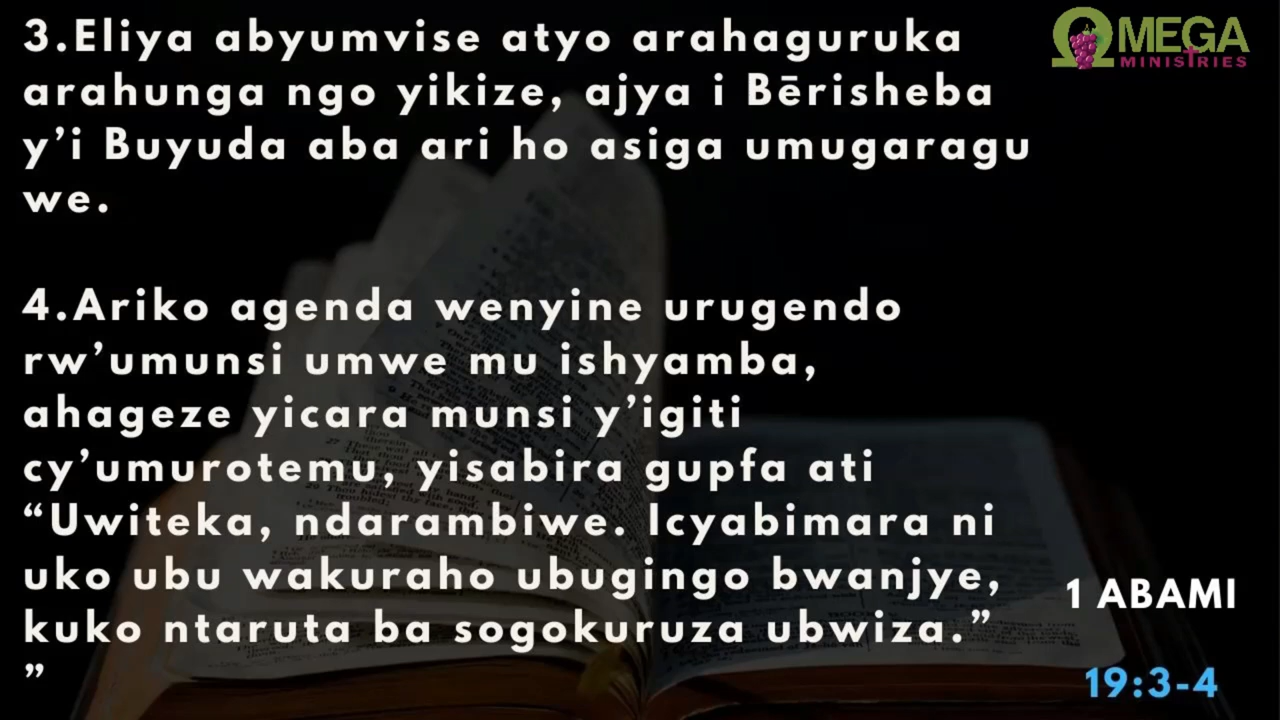 3.Eliya abyumvise atyo arahaguruka
arahunga ngo yikize, ajya i Bērisheba
y’i Buyuda aba ari ho asiga umugaragu
we.
4.Ariko agenda wenyine urugendo
rw’umunsi umwe mu ishyamba,
ahageze yicara munsi y’igiti
cy’umurotemu, yisabira gupfa ati
“Uwiteka, ndarambiwe. Icyabimara ni
uko ubu wakuraho ubugingo bwanjye,
kuko ntaruta ba sogokuruza ubwiza.”
”
ΩMEGA
MINISTRIES
1 ABAMI
19:3-4